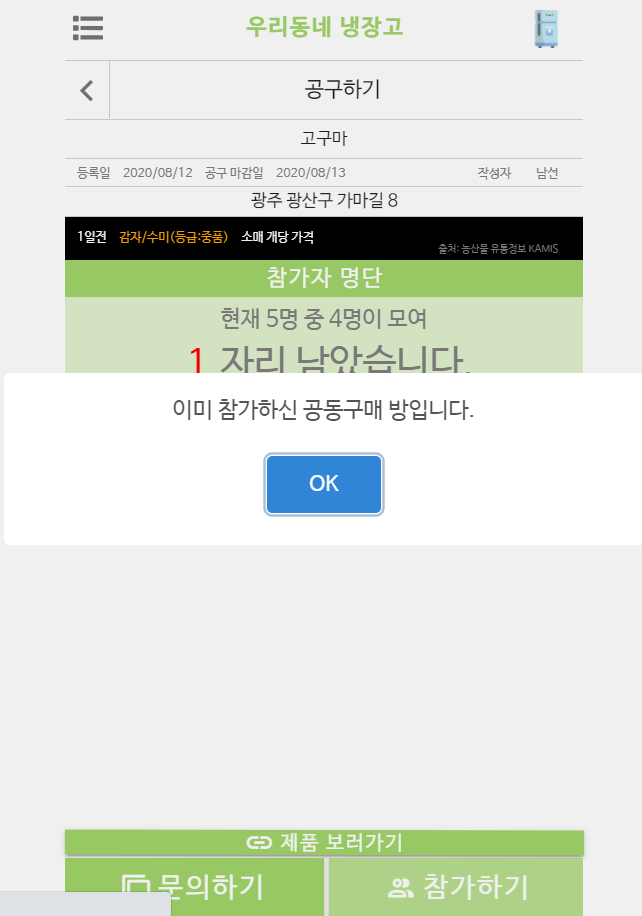 우리동네 냉장고
공구하기
고구마
등록일 2020/08/12 공구 마감일 2020/08/13 작성자 남선
광주 광산구 가마길 8
1일전 감자/수미(등급:중품) 소매 개당 가격
출처: 농산물 유통정보 KAMIS
참가자 명단
현재 5명 중 4명이 모여
1 자리 남았습니다.
이미 참가하신 공동구매 방입니다.
OK
제품 보러가기
문의하기 참가하기